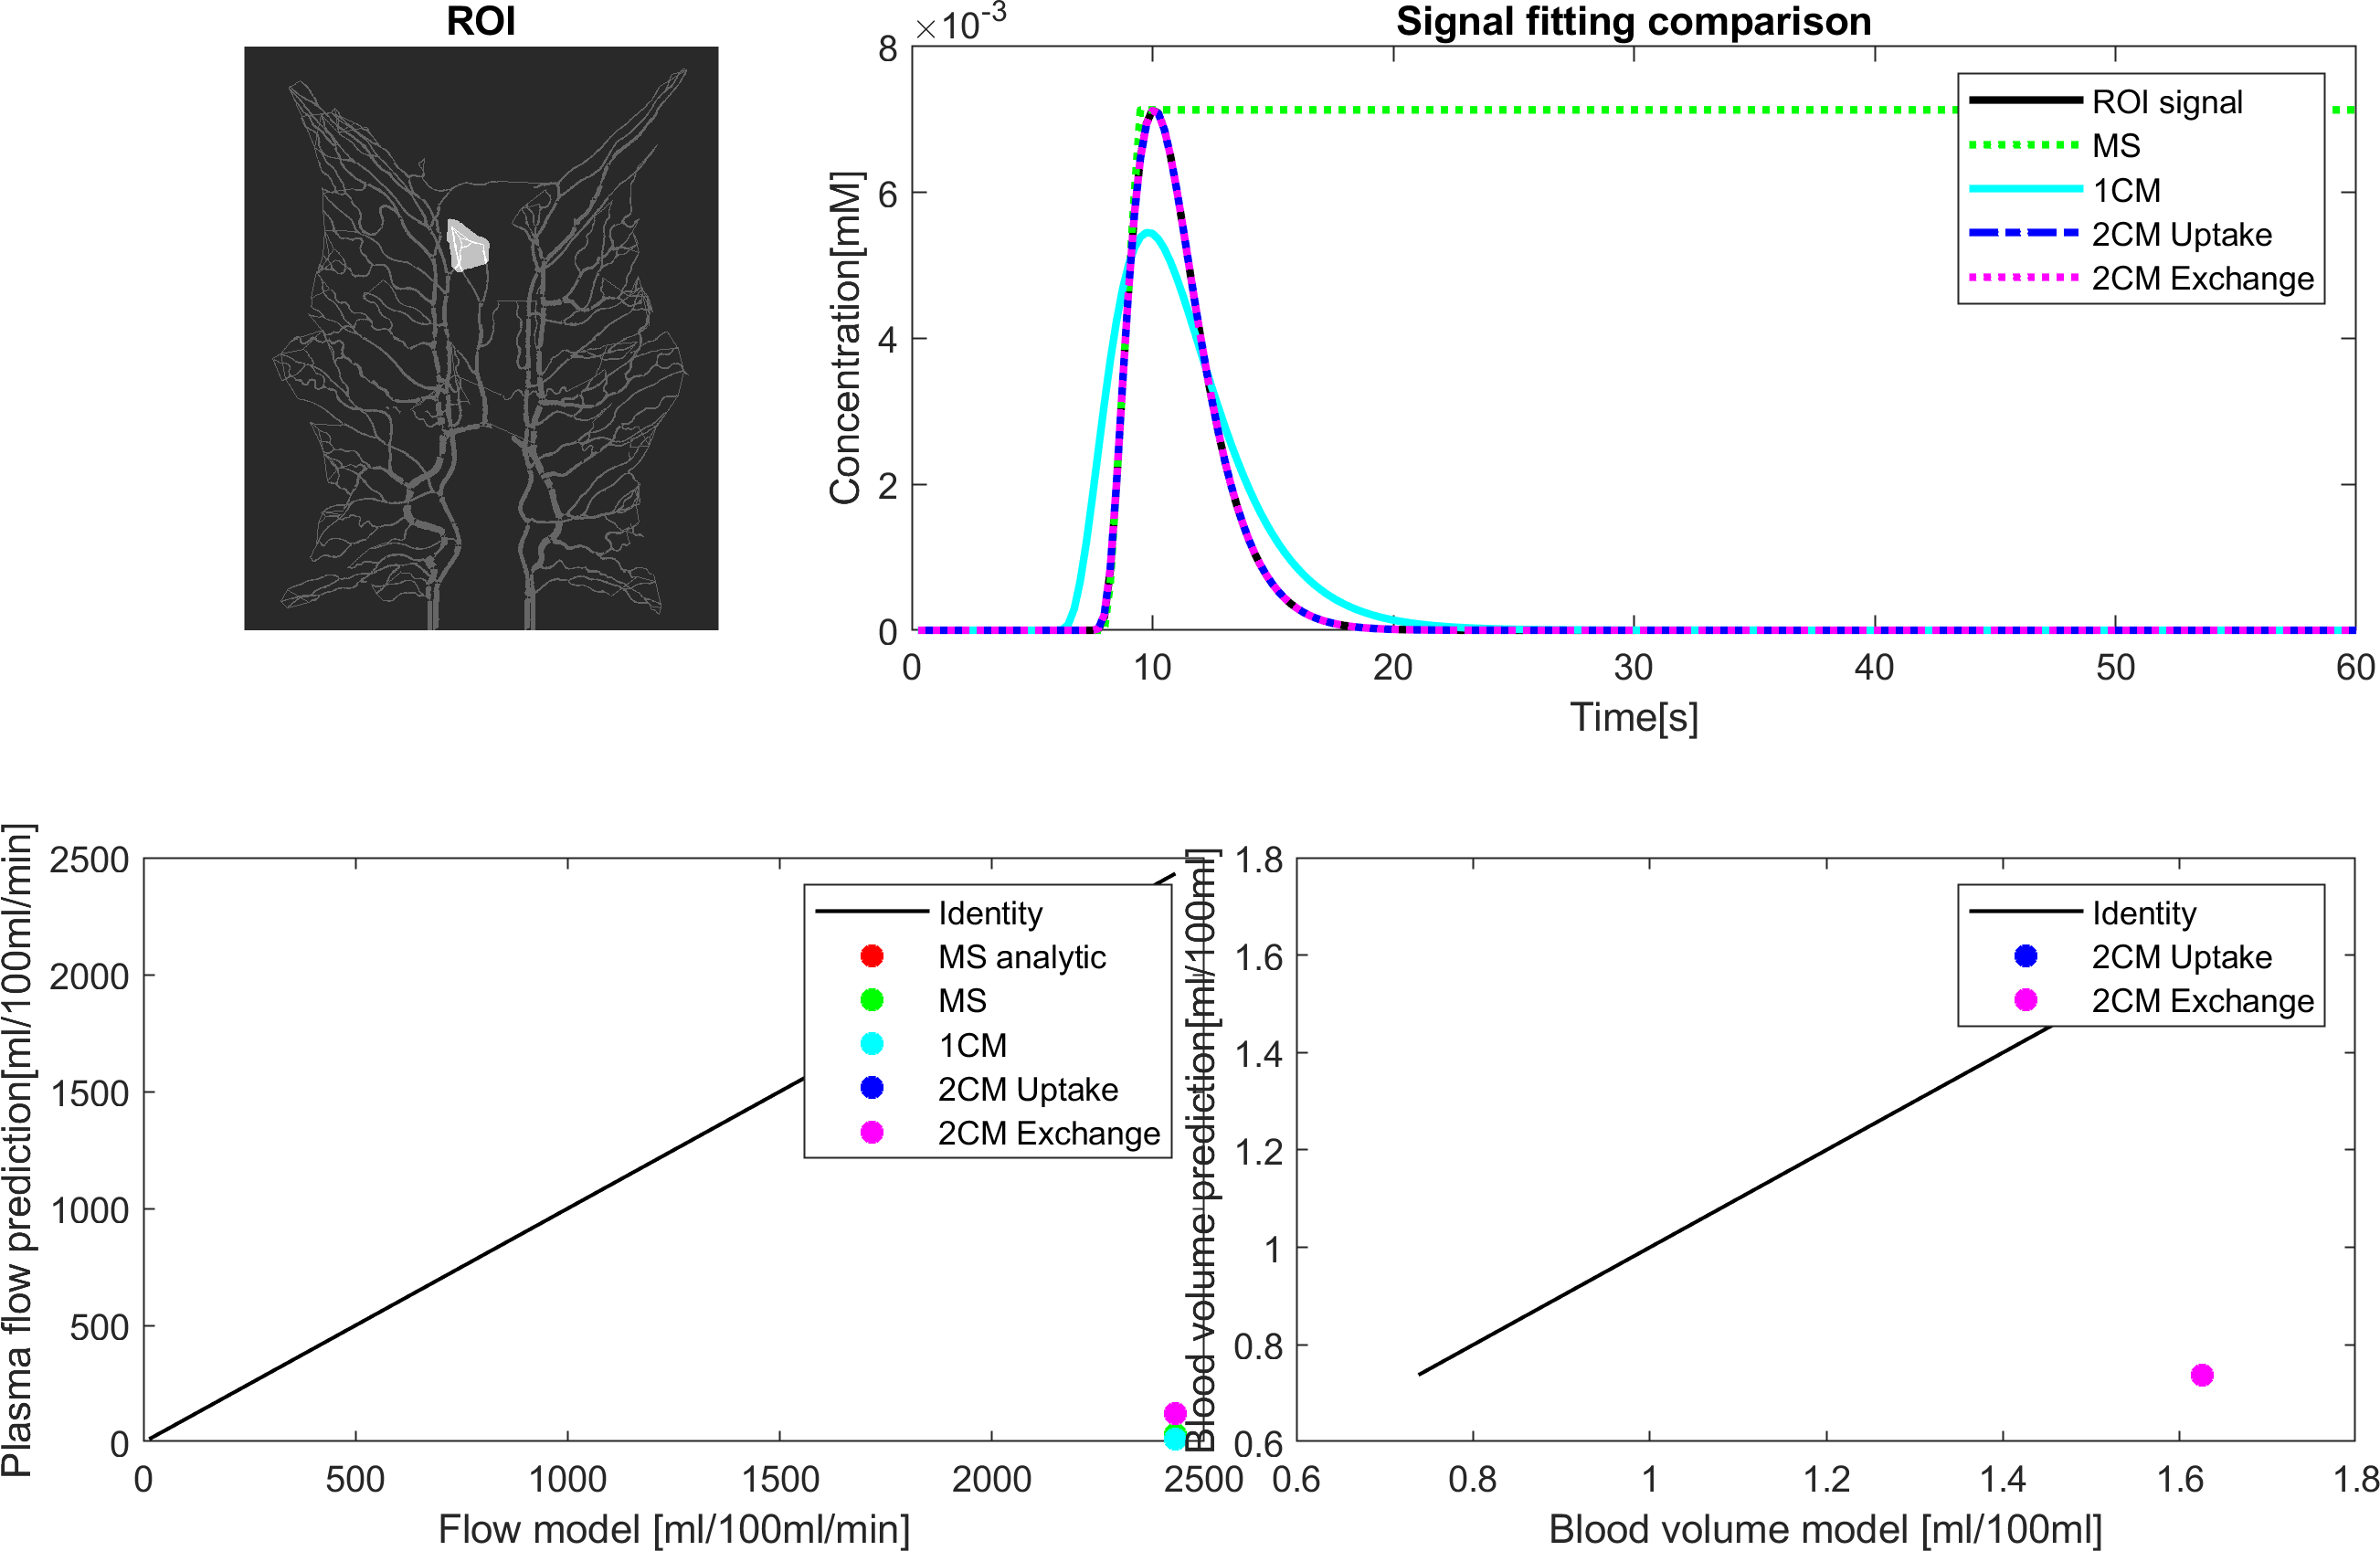 ROI
Signal fitting comparison
×10-3
8
6
4
2
0
Concentration[mM]
0 10 20 30 40 50 60
Time[s]
ROI signal
MS
1CM
2CM Uptake
2CM Exchange
2500
2000
1500
1000
500
0
Plasma flow prediction[ml/100ml/min]
0 500 1000 1500 2000 2500
Flow model [ml/100ml/min]
Identity
MS analytic
MS
1CM
2CM Uptake
2CM Exchange
1.8
1.6
1.4
1.2
1
0.8
0.6
Blood volume prediction[ml/100ml]
0.6 0.8 1 1.2 1.4 1.6 1.8
Blood volume model [ml/100ml]
Identity
2CM Uptake
2CM Exchange